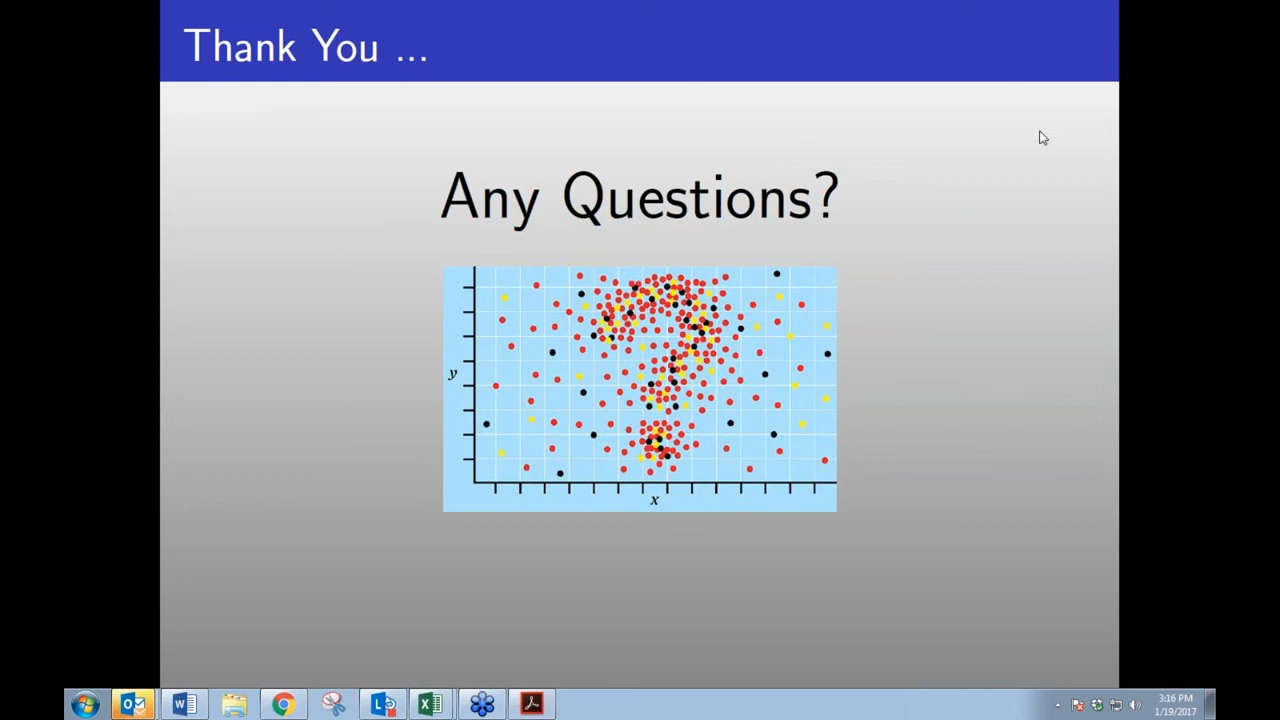 Thank You ...
Any Questions?
y
x
3:16 PM
1/19/2017